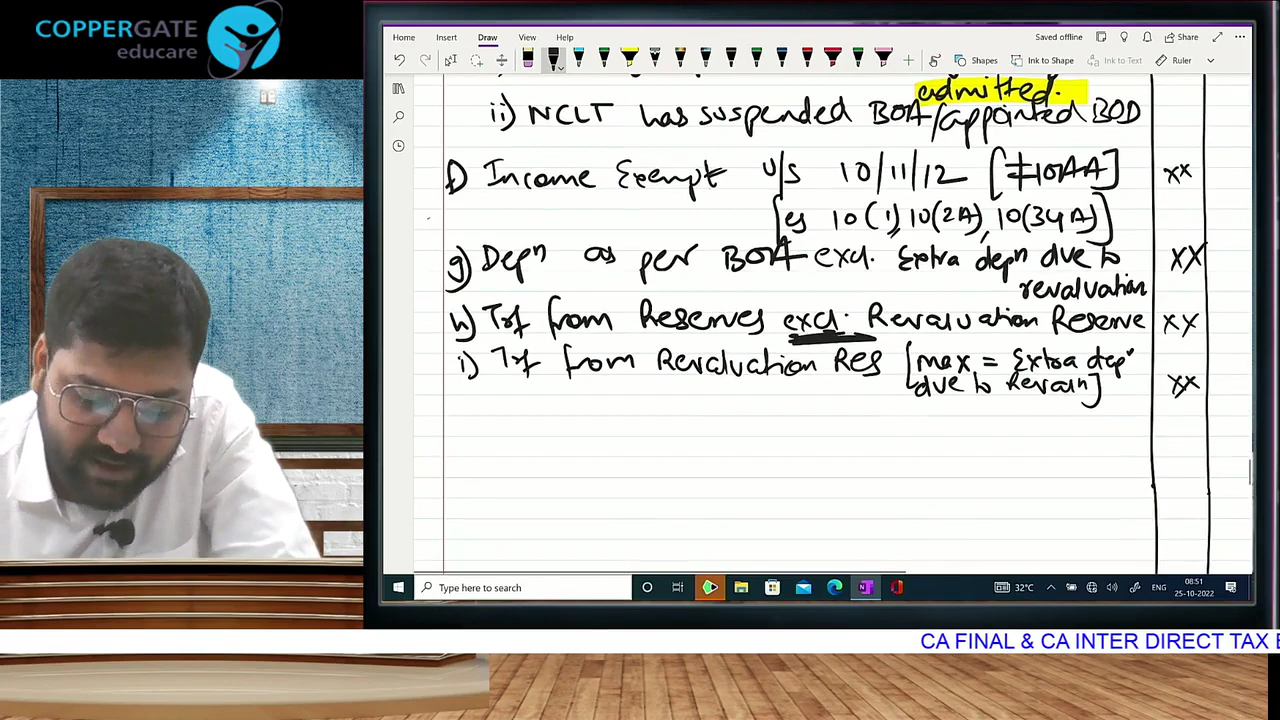 COPPERGATE
educare
Home Insert Draw View Help
Saved offline
Share
Shapes
Ink to Shape
Ink to Text
Ruler
admitted.
ii) NCLT has suspended BOA/appointed BOD
f) Income Exempt u/s 10/11/12 [≠10AA] xx
[eg 10(1), 10(2A), 10(34A)]
g) Depn as per BOA excl. Extra depn due to xx
revaluation
h) Trf from Reserves excl. Revaluation Reserve xx
i) Trf from Revaluation Res [max = Extra depn
due to Revaln] xx
Type here to search
32°C
ENG
08:51
25-10-2022
CA FINAL & CA INTER DIRECT TAX